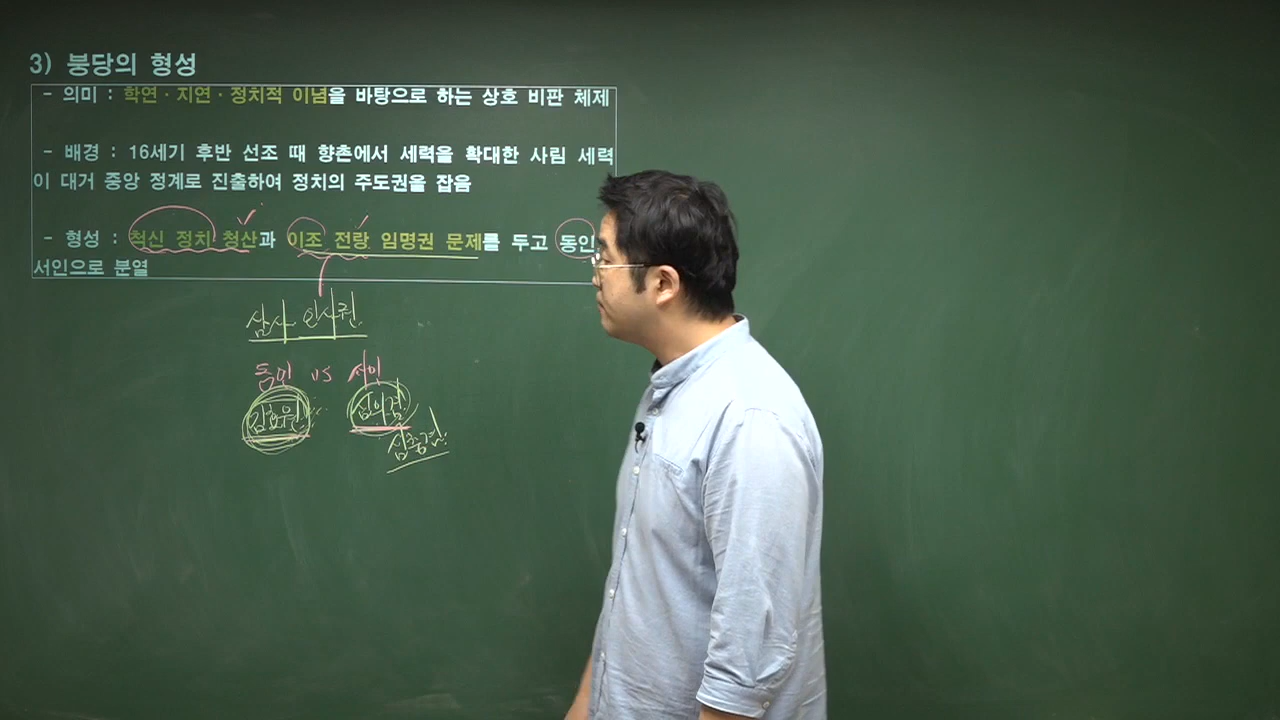 3) 붕당의 형성
- 의미 : 학연·지연·정치적 이념을 바탕으로 하는 상호 비판 체제
- 배경 : 16세기 후반 선조 때 향촌에서 세력을 확대한 사림 세력
이 대거 중앙 정계로 진출하여 정치의 주도권을 잡음
- 형성 : 척신 정치 청산과 이조 전랑 임명권 문제를 두고 동인
서인으로 분열
삼사 인사권
동인 vs 서인
김효원 심의겸
심충겸